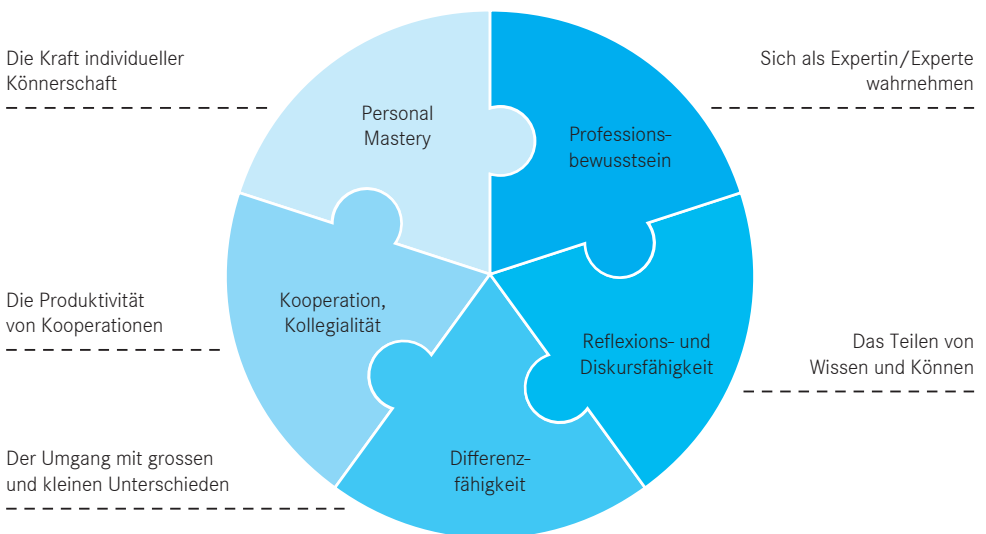 Die Kraft individueller
Könnerschaft
Sich als Expertin/Experte
wahrnehmen
Personal
Mastery
Professions-
bewusstsein
Die Produktivität
von Kooperationen
Kooperation,
Kollegialität
Reflexions- und
Diskursfähigkeit
Das Teilen von
Wissen und Können
Der Umgang mit grossen
und kleinen Unterschieden
Differenz-
fähigkeit